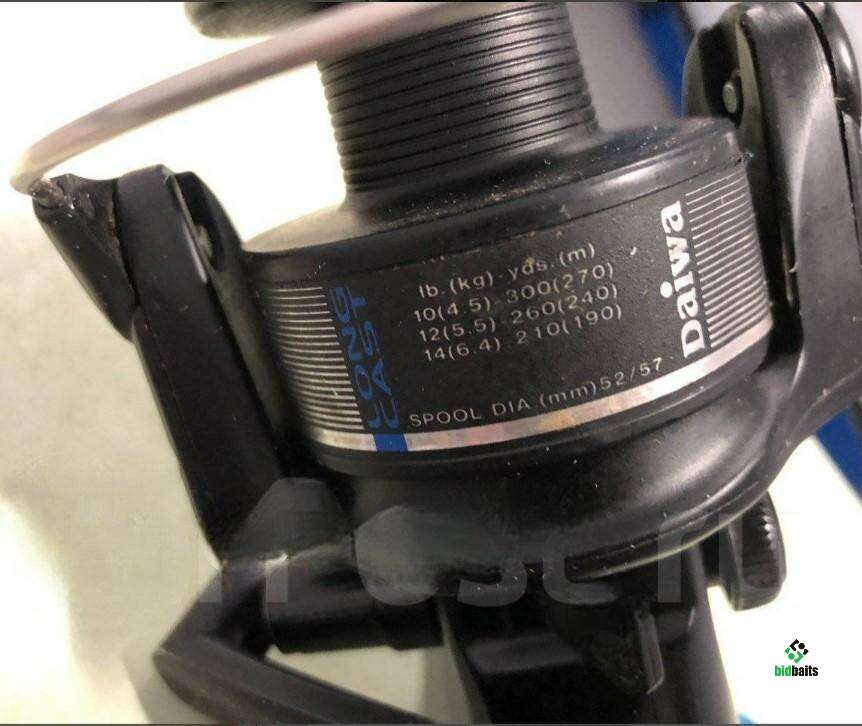 lb.(kg)-yds.(m)
10(4.5)-300(270)
12(5.5)-260(240)
14(6.4)-210(190)
LONG
CAST
SPOOL DIA.(mm)52/57
Daiwa
bidbaits